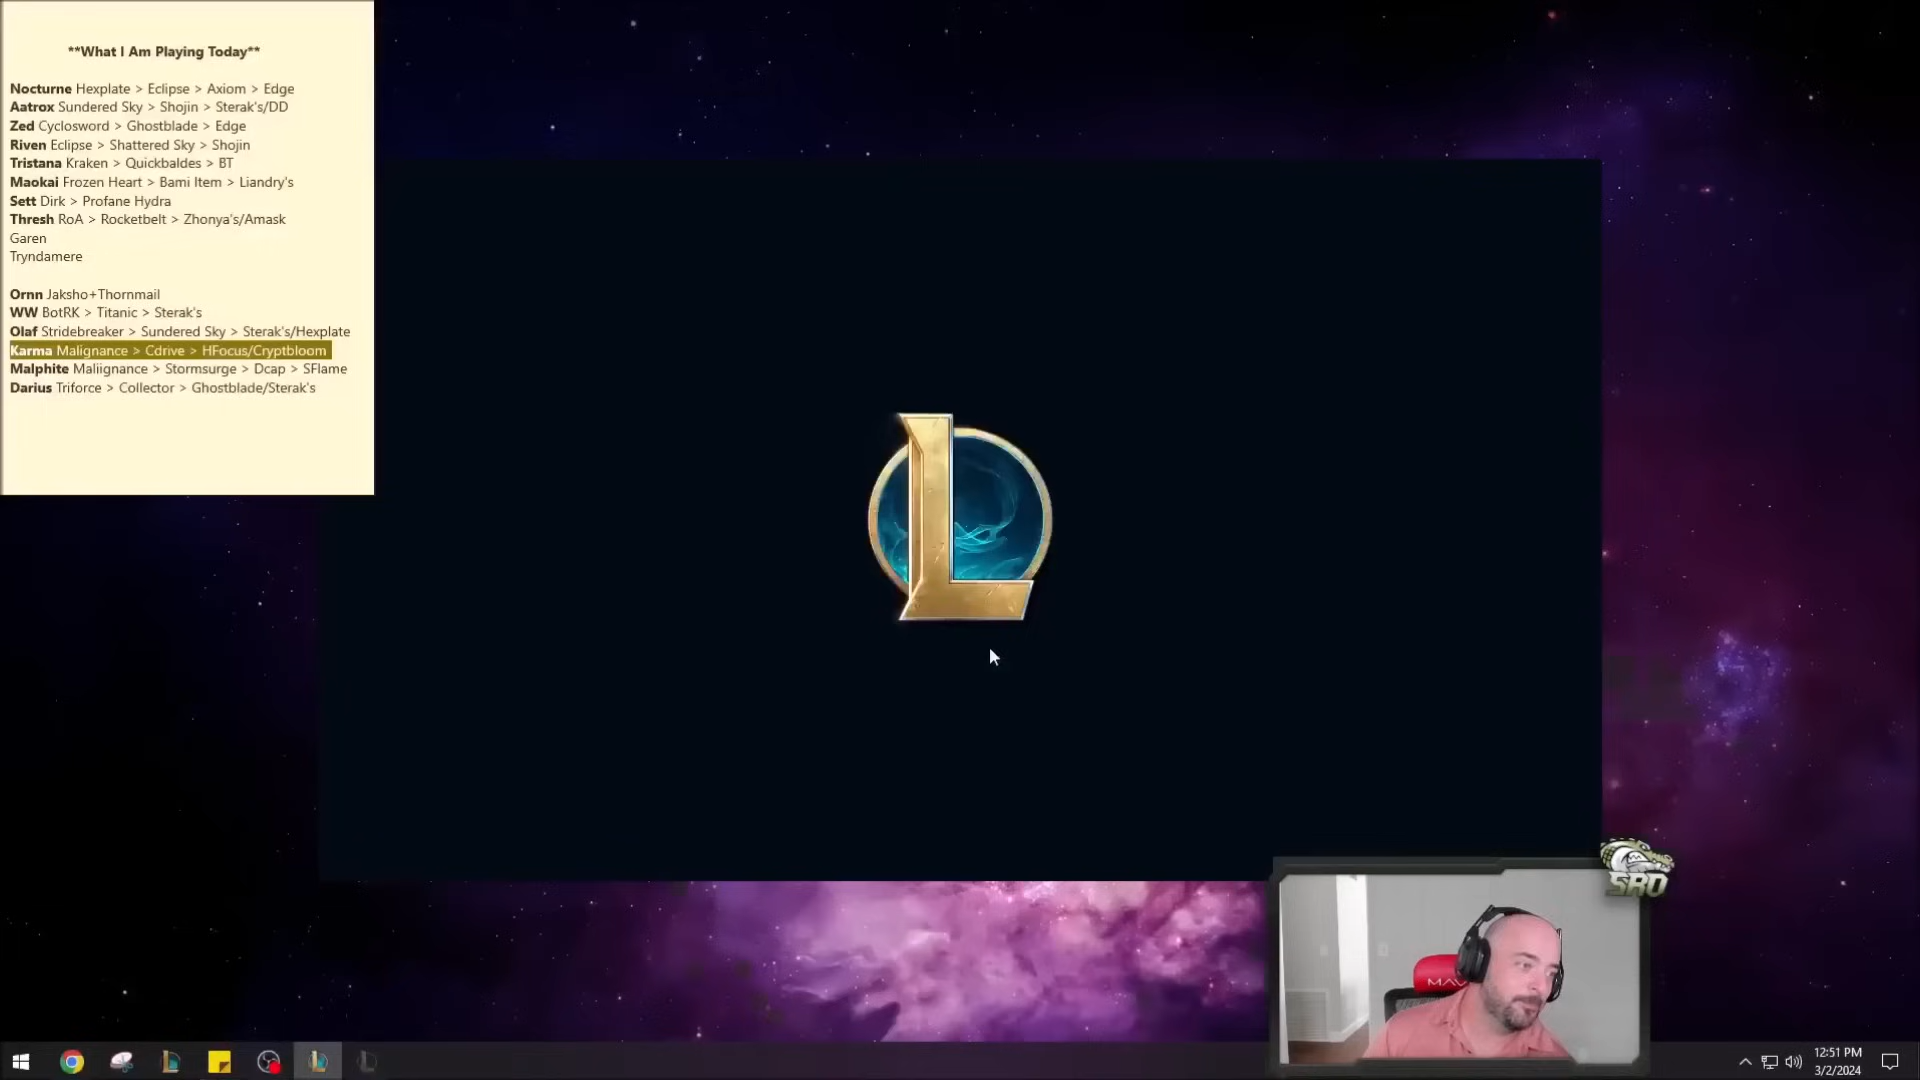 **What I Am Playing Today**
Nocturne Hexplate > Eclipse > Axiom > Edge
Aatrox Sundered Sky > Shojin > Sterak's/DD
Zed Cyclosword > Ghostblade > Edge
Riven Eclipse > Shattered Sky > Shojin
Tristana Kraken > Quickbaldes > BT
Maokai Frozen Heart > Bami Item > Liandry's
Sett Dirk > Profane Hydra
Thresh RoA > Rocketbelt > Zhonya's/Amask
Garen
Tryndamere
Ornn Jaksho+Thornmail
WW BotRK > Titanic > Sterak's
Olaf Stridebreaker > Sundered Sky > Sterak's/Hexplate
Karma Malignance > Cdrive > HFocus/Cryptbloom
Malphite Maliignance > Stormsurge > Dcap > SFlame
Darius Triforce > Collector > Ghostblade/Sterak's
L
SRO
12:51 PM
3/2/2024